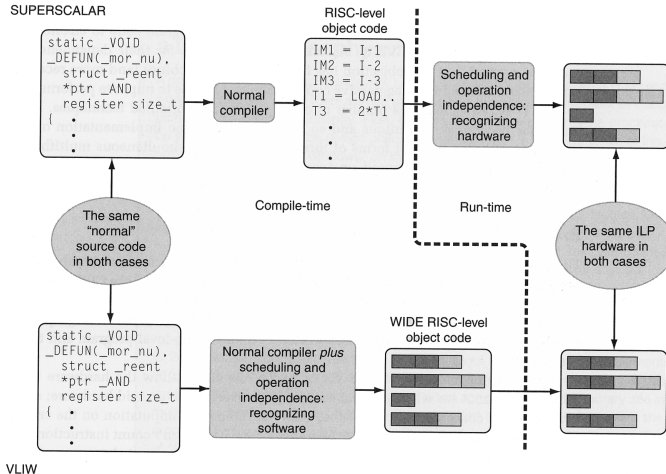 SUPERSCALAR
static _VOID
_DEFUN(_mor_nu),
struct _reent
*ptr _AND
register size_t
{
Normal
compiler
RISC-level
object code
IM1 = I-1
IM2 = I-2
IM3 = I-3
T1 = LOAD..
T3 = 2*T1
Scheduling and
operation
independence:
recognizing
hardware
The same
“normal”
source code
in both cases
Compile-time
Run-time
The same ILP
hardware in
both cases
static _VOID
_DEFUN(_mor_nu),
struct _reent
*ptr _AND
register size_t
{
Normal compiler plus
scheduling and
operation
independence:
recognizing
software
WIDE RISC-level
object code
VLIW